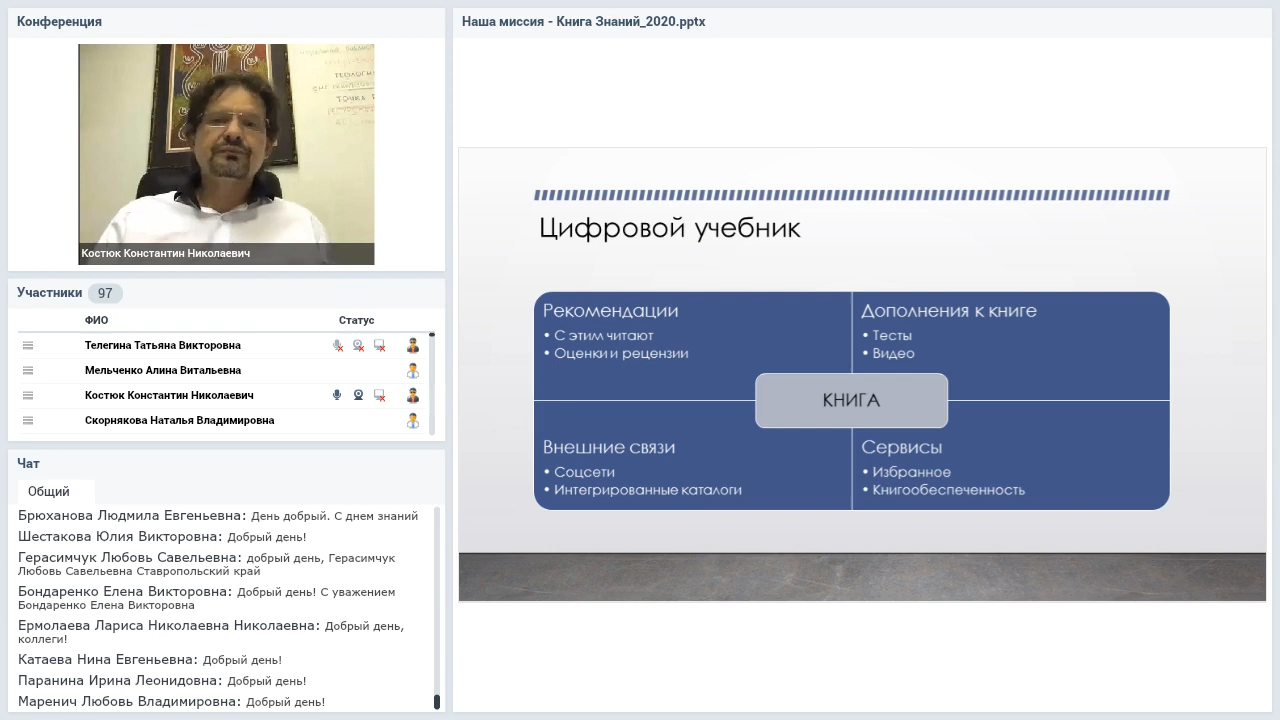 Конференция
ТЕОЛОГИ
ТОЧКА
Костюк Константин Николаевич
Участники 97
ФИО Статус
Телегина Татьяна Викторовна
Мельченко Алина Витальевна
Костюк Константин Николаевич
Скорнякова Наталья Владимировна
Чат
Общий
Брюханова Людмила Евгеньевна: День добрый. С днем знаний
Шестакова Юлия Викторовна: Добрый день!
Герасимчук Любовь Савельевна: добрый день, Герасимчук
Любовь Савельевна Ставропольский край
Бондаренко Елена Викторовна: Добрый день! С уважением
Бондаренко Елена Викторовна
Ермолаева Лариса Николаевна Николаевна: Добрый день,
коллеги!
Катаева Нина Евгеньевна: Добрый день!
Паранина Ирина Леонидовна: Добрый день!
Маренич Любовь Владимировна: Добрый день!
Наша миссия - Книга Знаний_2020.pptx
Цифровой учебник
Рекомендации
• С этим читают
• Оценки и рецензии
Дополнения к книге
• Тесты
• Видео
КНИГА
Внешние связи
• Соцсети
• Интегрированные каталоги
Сервисы
• Избранное
• Книгообеспеченность